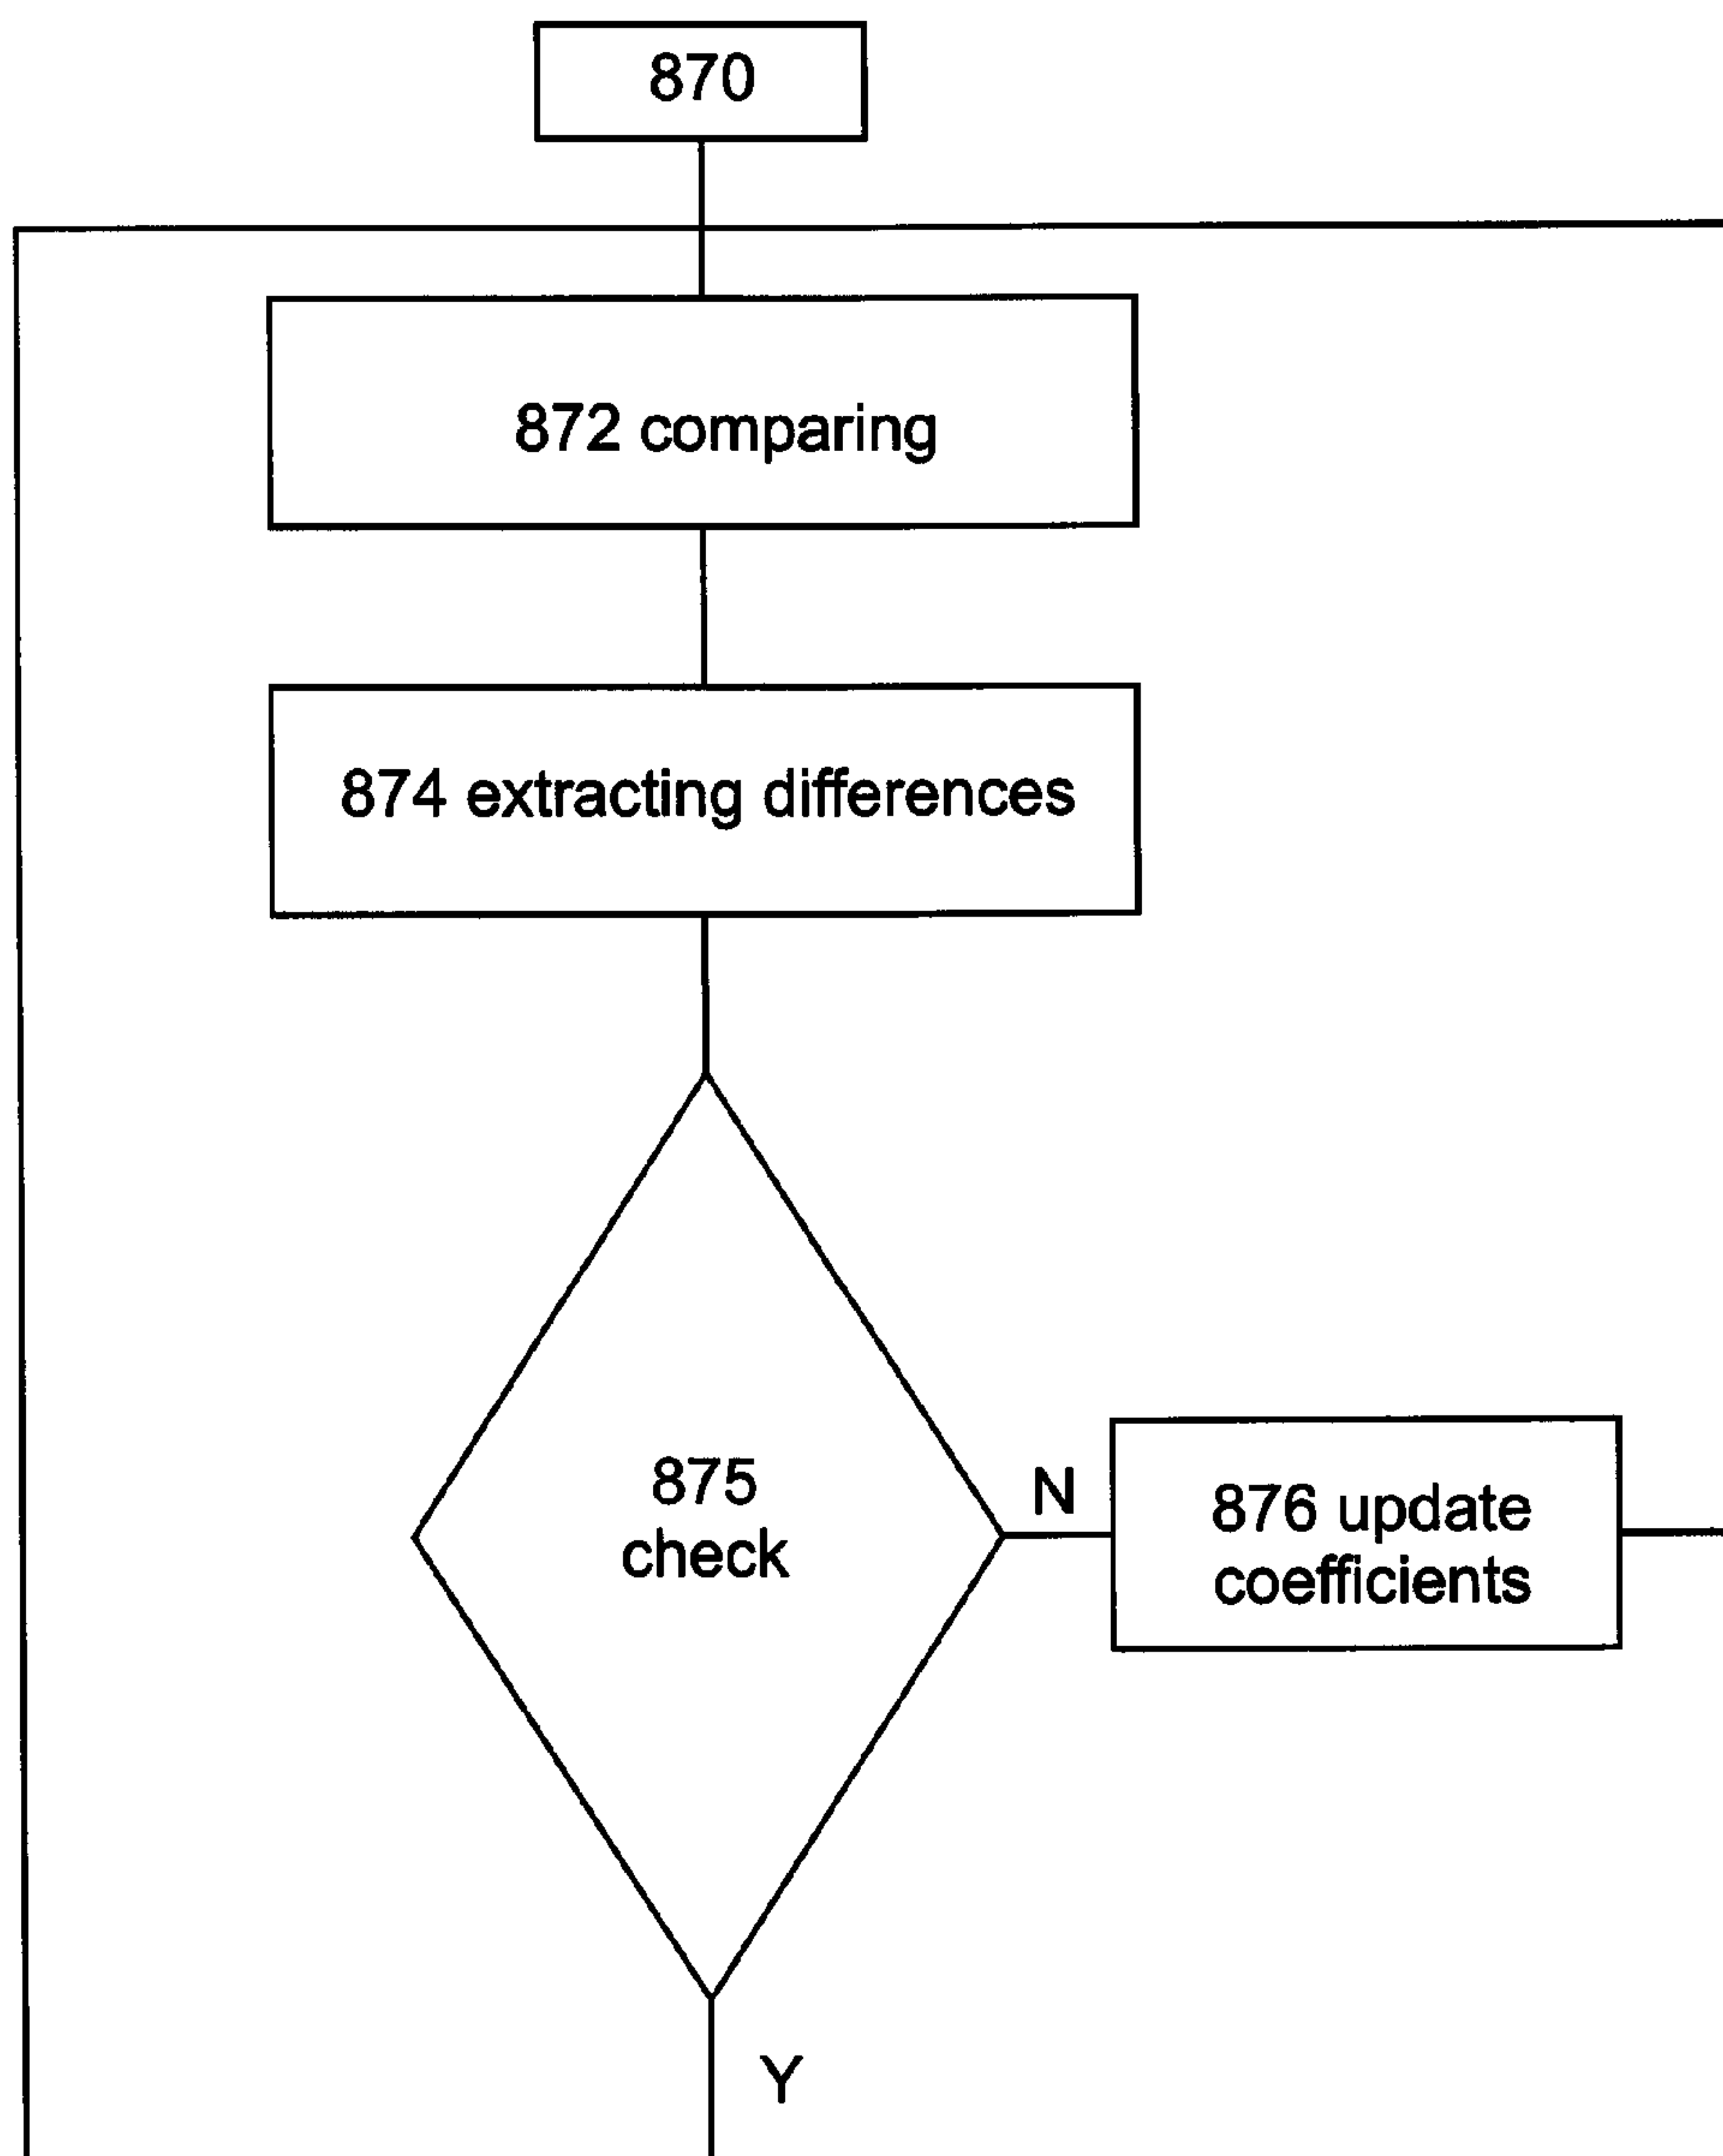 870
872 comparing
874 extracting differences
875
check
N
876 update
coefficients
Y